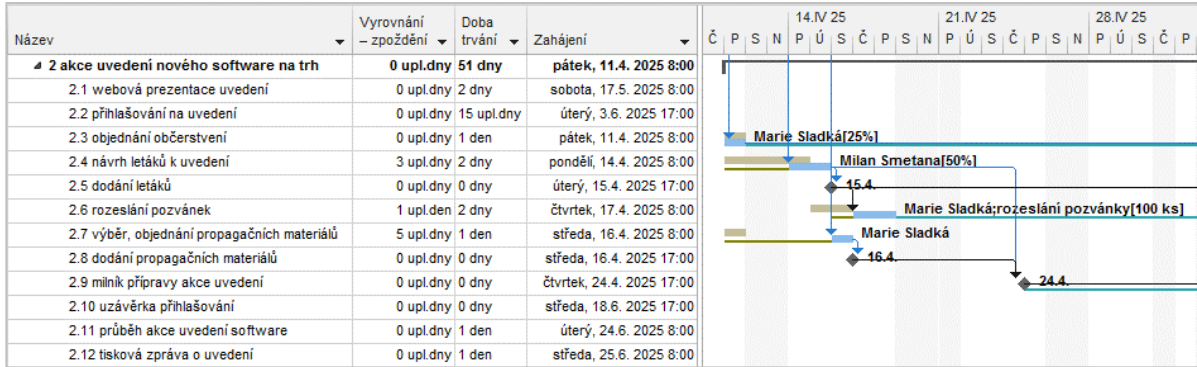 Název Vyrovnání – zpoždění Doba trvání Zahájení
14.IV 25 21.IV 25 28.IV 25
Č P S N P Ú S Č P S N P Ú S Č P S N P Ú S Č P
2 akce uvedení nového software na trh 0 upl.dny 51 dny pátek, 11.4. 2025 8:00
2.1 webová prezentace uvedení 0 upl.dny 2 dny sobota, 17.5. 2025 8:00
2.2 přihlašování na uvedení 0 upl.dny 15 upl.dny úterý, 3.6. 2025 17:00
2.3 objednání občerstvení 0 upl.dny 1 den pátek, 11.4. 2025 8:00 Marie Sladká[25%]
2.4 návrh letáků k uvedení 3 upl.dny 2 dny pondělí, 14.4. 2025 8:00 Milan Smetana[50%]
2.5 dodání letáků 0 upl.dny 0 dny úterý, 15.4. 2025 17:00 15.4.
2.6 rozeslání pozvánek 1 upl.den 2 dny čtvrtek, 17.4. 2025 8:00 Marie Sladká;rozeslání pozvánky[100 ks]
2.7 výběr, objednání propagačních materiálů 5 upl.dny 1 den středa, 16.4. 2025 8:00 Marie Sladká
2.8 dodání propagačních materiálů 0 upl.dny 0 dny středa, 16.4. 2025 17:00 16.4.
2.9 milník přípravy akce uvedení 0 upl.dny 0 dny čtvrtek, 24.4. 2025 17:00 24.4.
2.10 uzávěrka přihlašování 0 upl.dny 0 dny středa, 18.6. 2025 17:00
2.11 průběh akce uvedení software 0 upl.dny 1 den úterý, 24.6. 2025 8:00
2.12 tisková zpráva o uvedení 0 upl.dny 1 den středa, 25.6. 2025 8:00